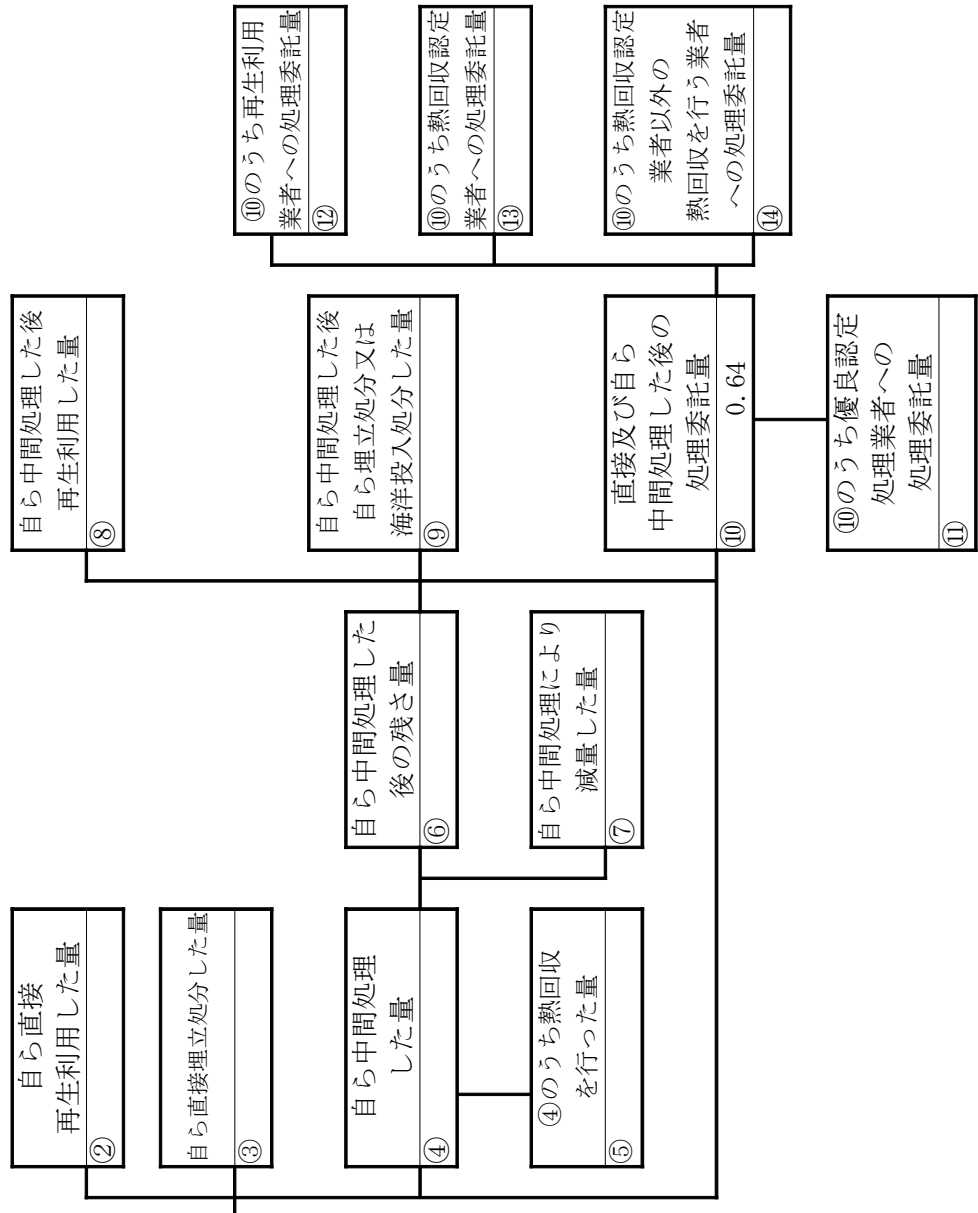 自ら直接
再生利用した量
②
自ら直接埋立処分した量
③
自ら中間処理
した量
④
④のうち熱回収
を行った量
⑤
自ら中間処理した
後の残さ量
⑥
自ら中間処理により
減量した量
⑦
自ら中間処理した後
再生利用した量
⑧
自ら中間処理した後
自ら埋立処分又は
海洋投入処分した量
⑨
直接及び自ら
中間処理した後の
処理委託量
⑩ 0.64
⑩のうち優良認定
処理業者への
処理委託量
⑪
⑩のうち再生利用
業者への処理委託量
⑫
⑩のうち熱回収認定
業者への処理委託量
⑬
⑩のうち熱回収認定
業者以外の
熱回収を行う業者
への処理委託量
⑭